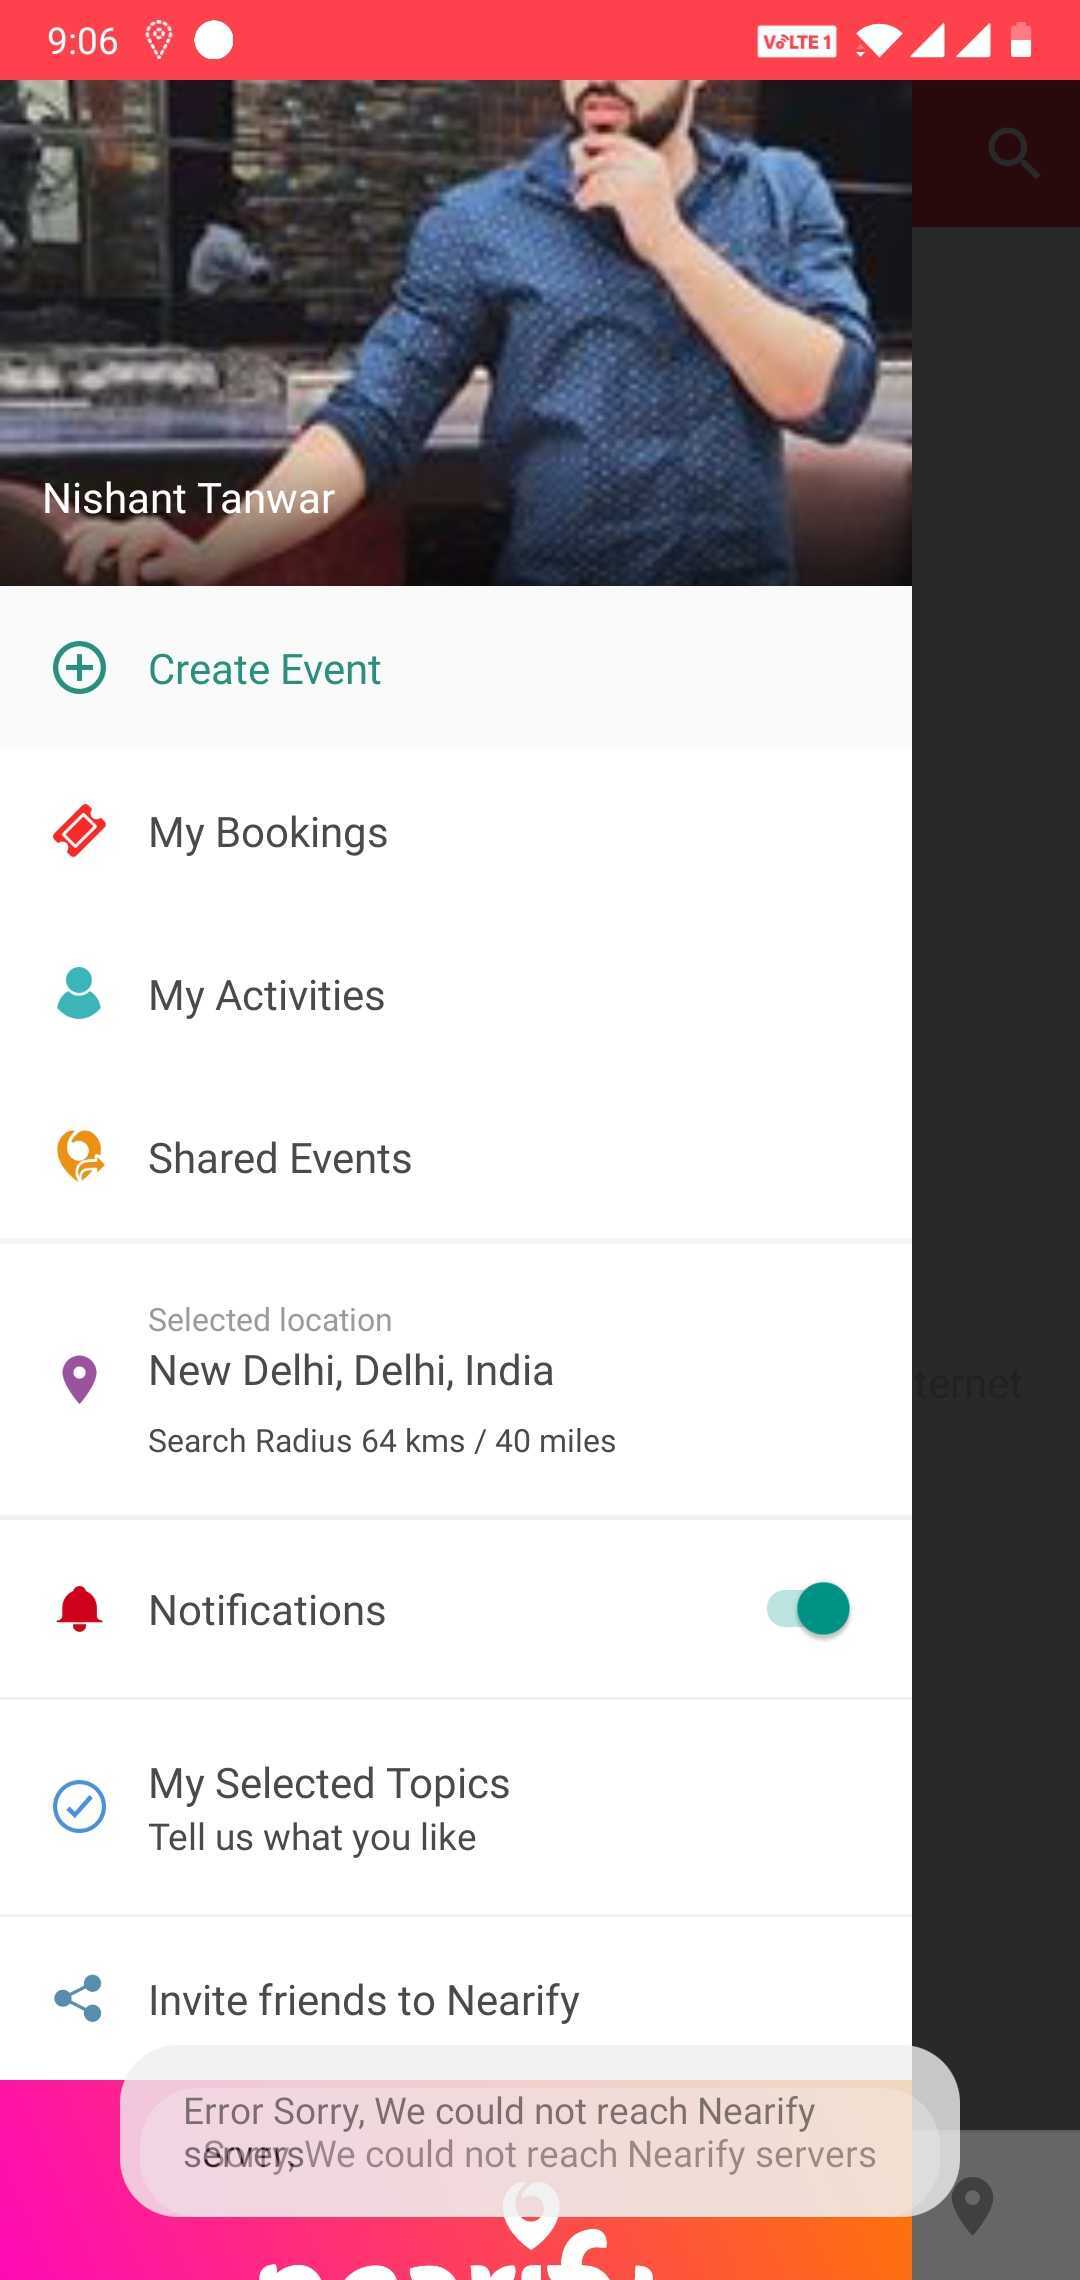 9:06
VoLTE 1
Nishant Tanwar
Create Event
My Bookings
My Activities
Shared Events
Selected location
New Delhi, Delhi, India
ternet
Search Radius 64 kms / 40 miles
Notifications
My Selected Topics
Tell us what you like
Invite friends to Nearify
Error Sorry, We could not reach Nearify
servers
Sorry, We could not reach Nearify servers
nearify